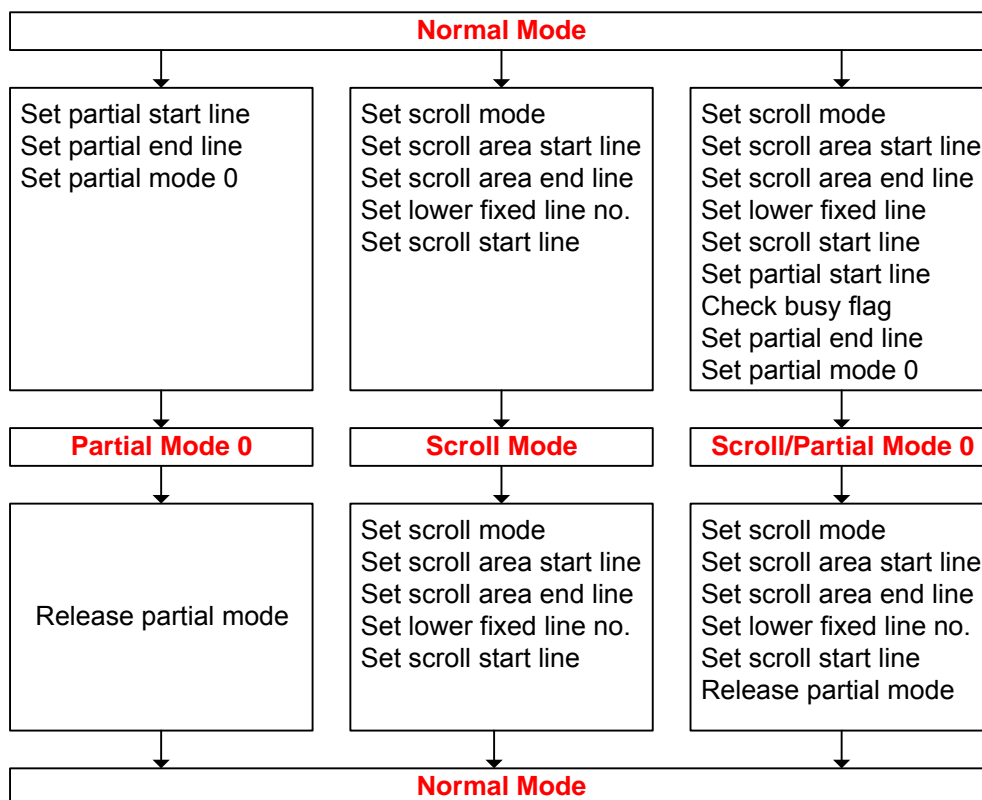 Normal Mode
Set partial start line
Set partial end line
Set partial mode 0
Set scroll mode
Set scroll area start line
Set scroll area end line
Set lower fixed line no.
Set scroll start line
Set scroll mode
Set scroll area start line
Set scroll area end line
Set lower fixed line
Set scroll start line
Set partial start line
Check busy flag
Set partial end line
Set partial mode 0
Partial Mode 0
Scroll Mode
Scroll/Partial Mode 0
Release partial mode
Set scroll mode
Set scroll area start line
Set scroll area end line
Set lower fixed line no.
Set scroll start line
Set scroll mode
Set scroll area start line
Set scroll area end line
Set lower fixed line no.
Set scroll start line
Release partial mode
Normal Mode